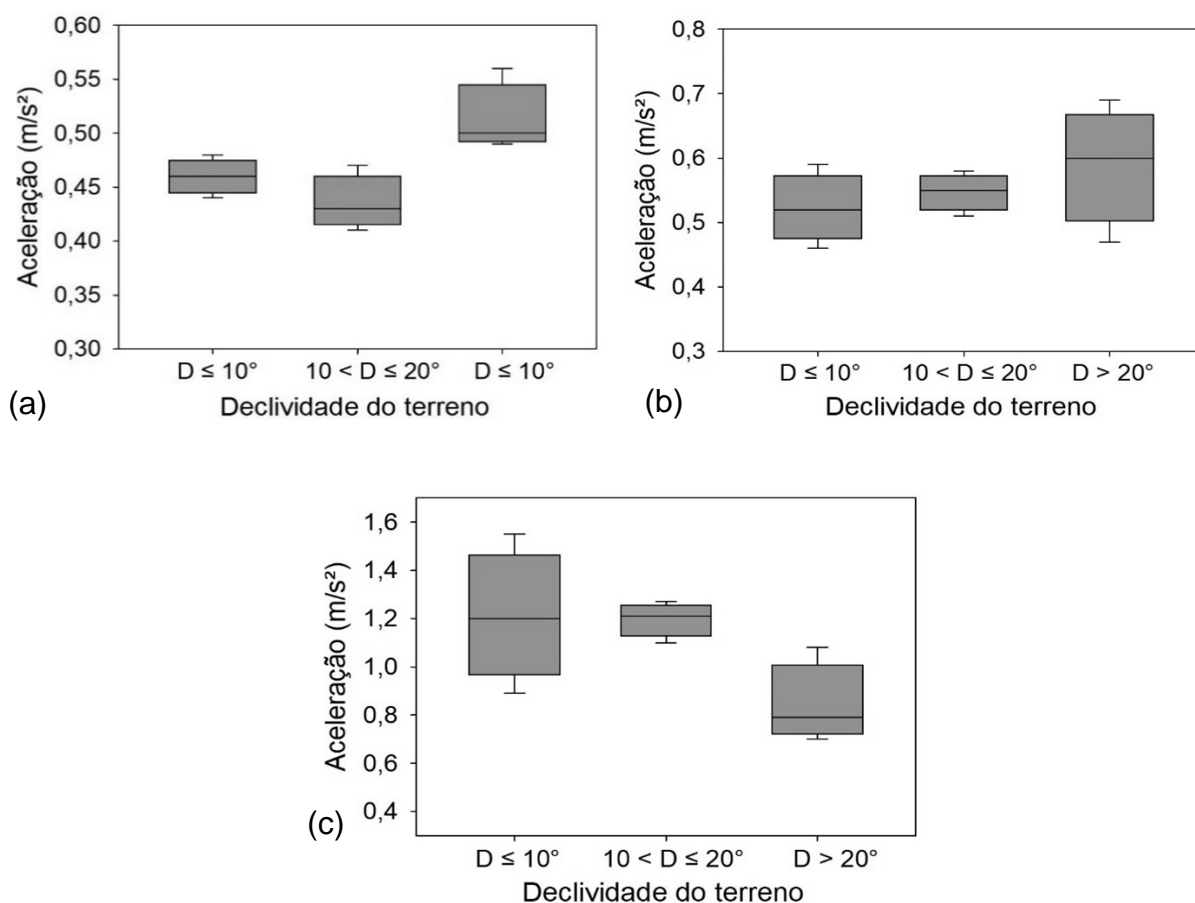 0,60
0,55
0,50
0,45
0,40
0,35
0,30
Aceleração (m/s²)
D ≤ 10° 10 < D ≤ 20° D ≤ 10°
Declividade do terreno
(a)
0,8
0,7
0,6
0,5
0,4
0,3
Aceleração (m/s²)
D ≤ 10° 10 < D ≤ 20° D > 20°
Declividade do terreno
(b)
1,6
1,4
1,2
1,0
0,8
0,6
0,4
Aceleração (m/s²)
D ≤ 10° 10 < D ≤ 20° D > 20°
Declividade do terreno
(c)